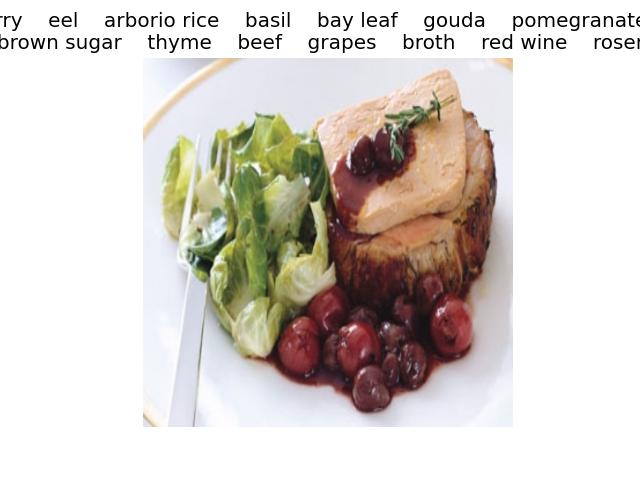 eel arborio rice basil bay leaf gouda pomegranate
brown sugar thyme beef grapes broth red wine